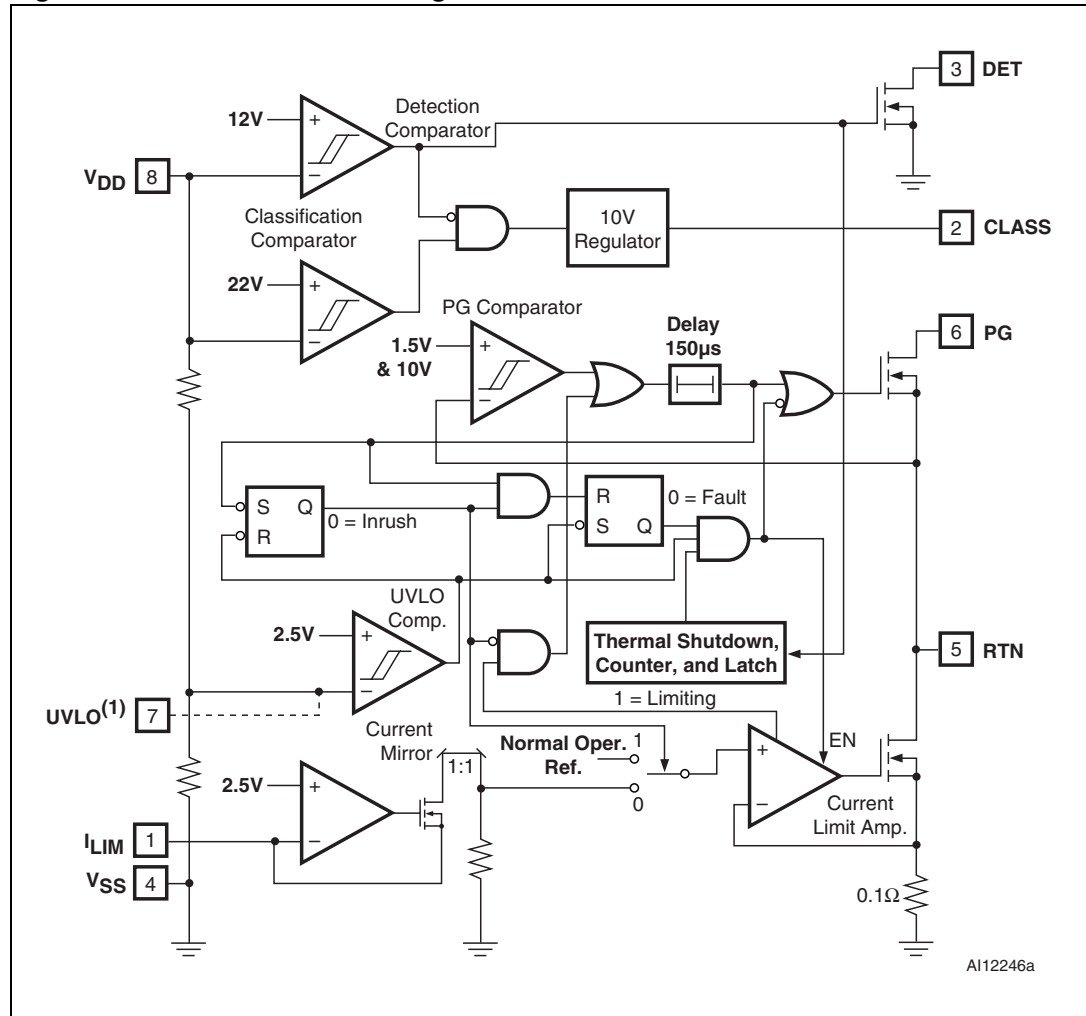 3 DET
Detection
Comparator
12V
+
−
VDD 8
Classification
Comparator
10V
Regulator
2 CLASS
22V
+
−
PG Comparator
1.5V
& 10V
+
−
Delay
150µs
6 PG
S Q
R
0 = Inrush
R
S Q
0 = Fault
UVLO
Comp.
2.5V
+
−
Thermal Shutdown,
Counter, and Latch
5 RTN
UVLO(1) 7
1 = Limiting
Current
Mirror
1:1
Normal Oper.
Ref.
1
0
+
−
EN
Current
Limit Amp.
2.5V
+
−
ILIM 1
VSS 4
0.1Ω
AI12246a